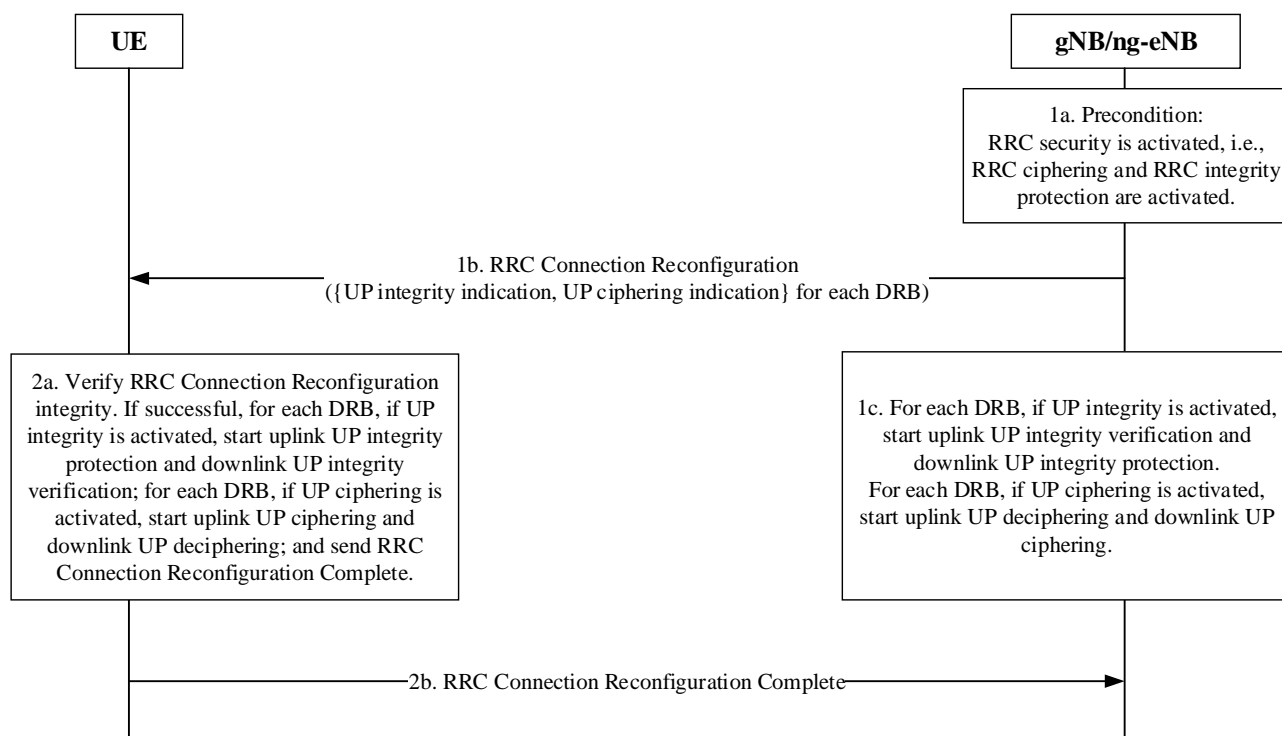 UE
gNB/ng-eNB
1a. Precondition:
RRC security is activated, i.e.,
RRC ciphering and RRC integrity
protection are activated.
1b. RRC Connection Reconfiguration
({UP integrity indication, UP ciphering indication} for each DRB)
2a. Verify RRC Connection Reconfiguration
integrity. If successful, for each DRB, if UP
integrity is activated, start uplink UP integrity
protection and downlink UP integrity
verification; for each DRB, if UP ciphering is
activated, start uplink UP ciphering and
downlink UP deciphering; and send RRC
Connection Reconfiguration Complete.
1c. For each DRB, if UP integrity is activated,
start uplink UP integrity verification and
downlink UP integrity protection.
For each DRB, if UP ciphering is activated,
start uplink UP deciphering and downlink UP
ciphering.
2b. RRC Connection Reconfiguration Complete